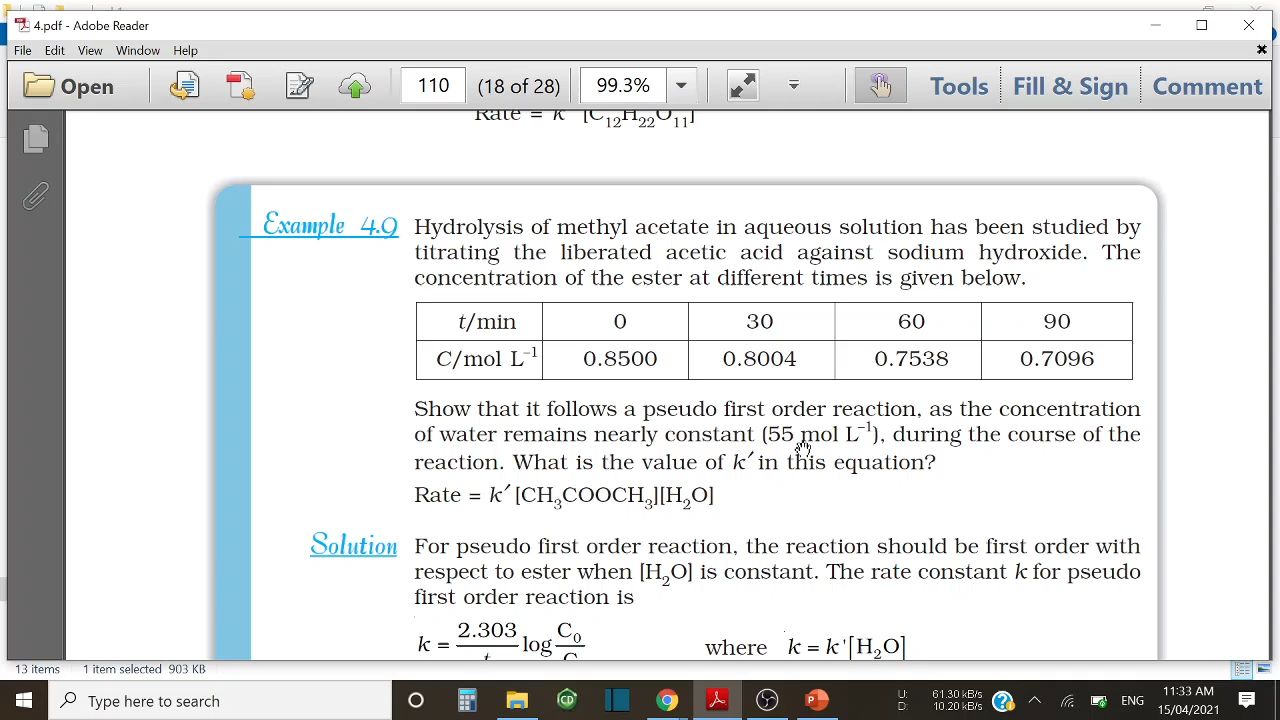 4.pdf - Adobe Reader
File Edit View Window Help
Open 110 (18 of 28) 99.3% Tools Fill & Sign Comment
Rate = k [C12H22O11]
Example 4.9 Hydrolysis of methyl acetate in aqueous solution has been studied by
titrating the liberated acetic acid against sodium hydroxide. The
concentration of the ester at different times is given below.
t/min 0 30 60 90
C/mol L⁻¹ 0.8500 0.8004 0.7538 0.7096
Show that it follows a pseudo first order reaction, as the concentration
of water remains nearly constant (55 mol L⁻¹), during the course of the
reaction. What is the value of k′ in this equation?
Rate = k′ [CH3COOCH3][H2O]
Solution For pseudo first order reaction, the reaction should be first order with
respect to ester when [H2O] is constant. The rate constant k for pseudo
first order reaction is
k = 2.303/t log C0/C where k = k'[H2O]
13 items 1 item selected 903 KB
Type here to search U: 61.30 kB/s D: 10.20 kB/s ENG 11:33 AM 15/04/2021